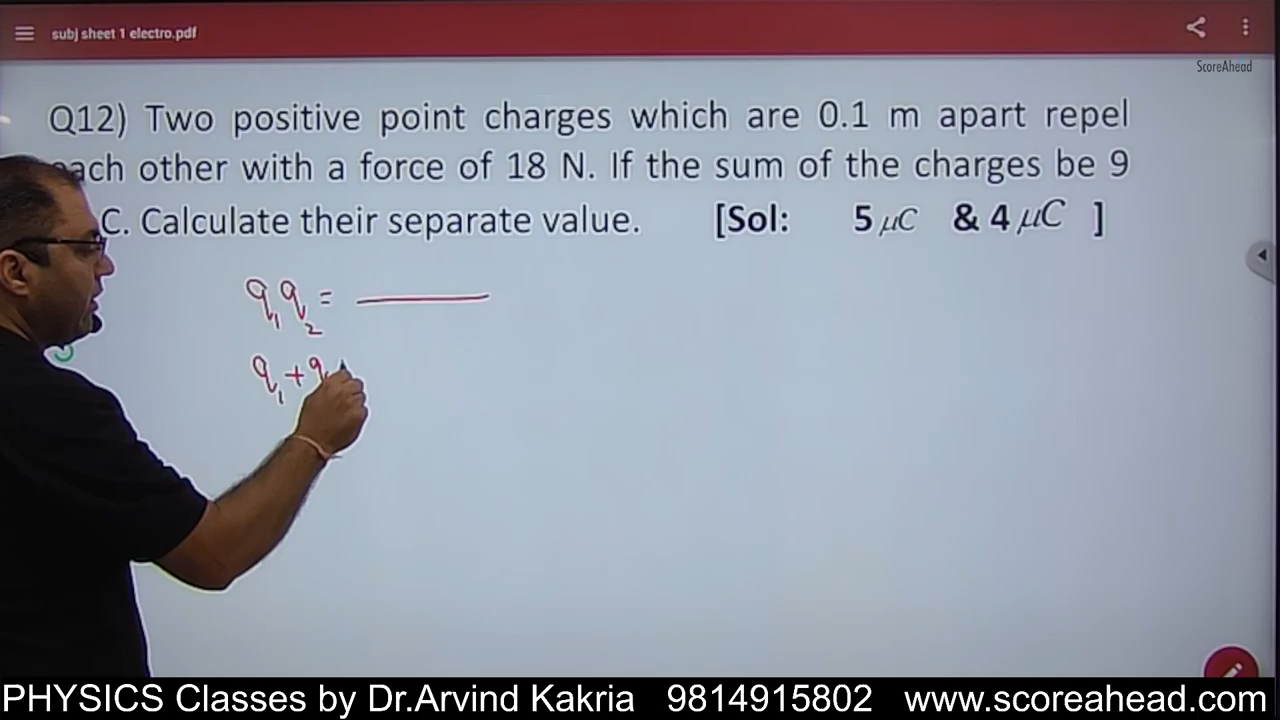 subj sheet 1 electro.pdf
ScoreAhead
Q12) Two positive point charges which are 0.1 m apart repel
each other with a force of 18 N. If the sum of the charges be 9
C. Calculate their separate value. [Sol: 5 μC & 4 μC ]
q₁q₂ =
q₁+q
PHYSICS Classes by Dr.Arvind Kakria 9814915802 www.scoreahead.com